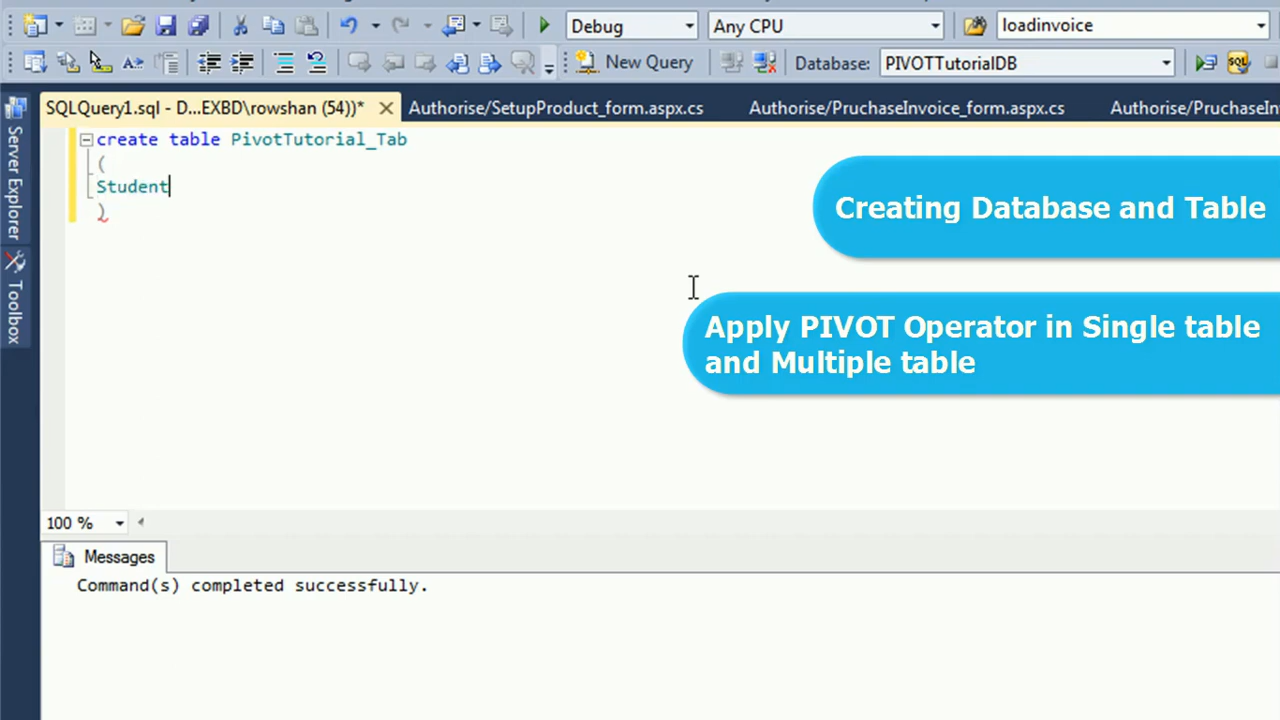 Debug
Any CPU
loadinvoice
New Query
Database:
PIVOTTutorialDB
SQL
SQLQuery1.sql - D...EXBD\rowshan (54))*
Authorise/SetupProduct_form.aspx.cs
Authorise/PruchaseInvoice_form.aspx.cs
Authorise/PruchaseIn
Server Explorer
Toolbox
create table PivotTutorial_Tab
(
Student
)
Creating Database and Table
Apply PIVOT Operator in Single table
and Multiple table
100 %
Messages
Command(s) completed successfully.